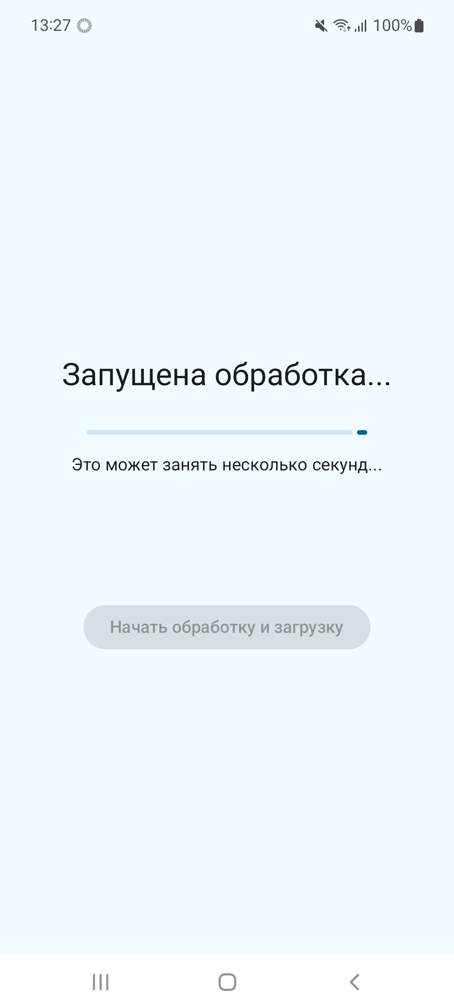 13:27 100%
Запущена обработка...
Это может занять несколько секунд...
Начать обработку и загрузку